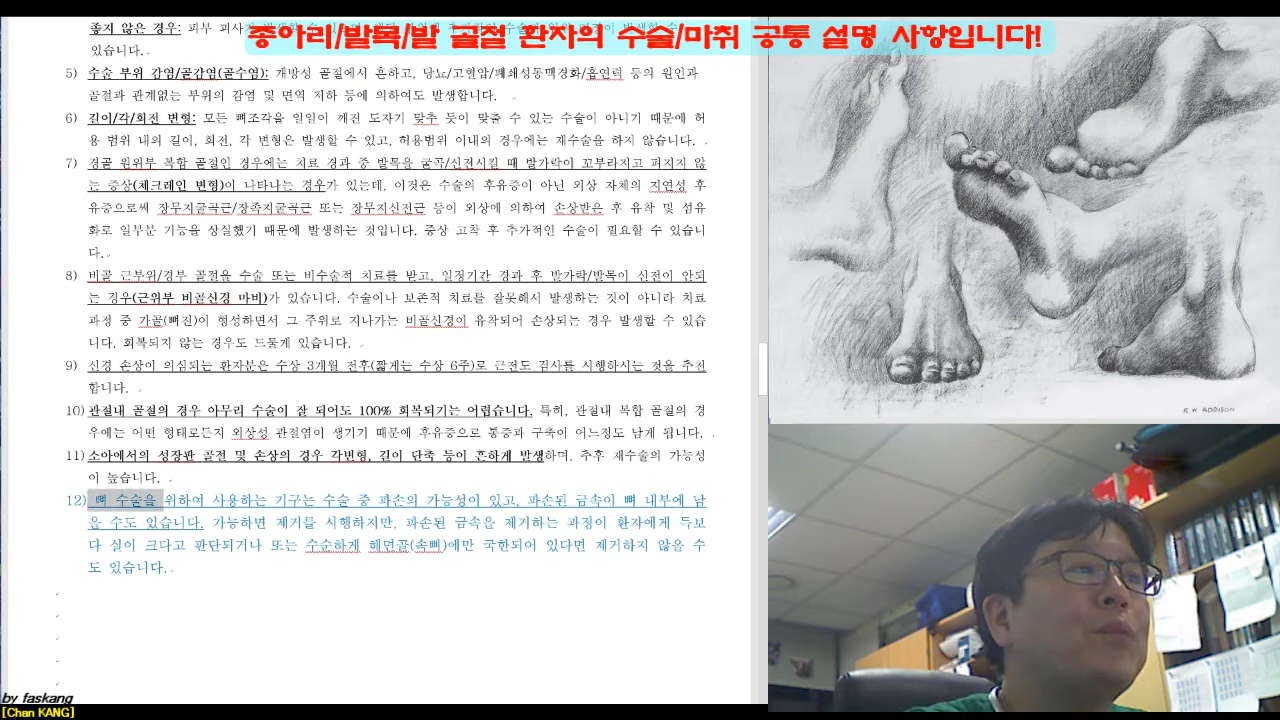 종아리/발목/발 골절 환자의 수술/마취 공통 설명 사항입니다!
좋지 않은 경우: 피부 괴사가
있습니다.
5) 수술 부위 감염/골감염(골수염): 개방성 골절에서 흔하고, 당뇨/고혈압/폐쇄성동맥경화/흡연력 등의 원인과
골절과 관계없는 부위의 감염 및 면역 저하 등에 의하여도 발생합니다.
6) 길이/각/회전 변형: 모든 뼈조각을 일일이 깨진 도자기 맞추 듯이 맞출 수 있는 수술이 아니기 때문에 허
용 범위 내의 길이, 회전, 각 변형은 발생할 수 있고, 허용범위 이내의 경우에는 재수술을 하지 않습니다.
7) 경골 원위부 복합 골절인 경우에는 치료 경과 중 발목을 굴곡/신전시킬 때 발가락이 꼬부라지고 펴지지 않
는 증상(체크레인 변형)이 나타나는 경우가 있는데, 이것은 수술의 후유증이 아닌 외상 자체의 지연성 후
유증으로써 장무지굴곡근/장족지굴곡근 또는 장무지신전근 등이 외상에 의하여 손상받은 후 유착 및 섬유
화로 일부분 기능을 상실했기 때문에 발생하는 것입니다. 증상 고착 후 추가적인 수술이 필요할 수 있습니
다.
8) 비골 근부위/경부 골절을 수술 또는 비수술적 치료를 받고, 일정기간 경과 후 발가락/발목이 신전이 안되
는 경우(근위부 비골신경 마비)가 있습니다. 수술이나 보존적 치료를 잘못해서 발생하는 것이 아니라 치료
과정 중 가골(뼈진)이 형성하면서 그 주위로 지나가는 비골신경이 유착되어 손상되는 경우 발생할 수 있습
니다. 회복되지 않는 경우도 드물게 있습니다.
9) 신경 손상이 의심되는 환자분은 수상 3개월 전후(짧게는 수상 6주)로 근전도 검사를 시행하시는 것을 추천
합니다.
10) 관절내 골절의 경우 아무리 수술이 잘 되어도 100% 회복되기는 어렵습니다. 특히, 관절내 복합 골절의 경
우에는 어떤 형태로든지 외상성 관절염이 생기기 때문에 후유증으로 통증과 구축이 어느정도 남게 됩니다.
11) 소아에서의 성장판 골절 및 손상의 경우 각변형, 길이 단축 등이 흔하게 발생하며, 추후 재수술의 가능성
이 높습니다.
12) 뼈 수술을 위하여 사용하는 기구는 수술 중 파손의 가능성이 있고, 파손된 금속이 뼈 내부에 남
을 수도 있습니다. 가능하면 제거를 시행하지만, 파손된 금속을 제거하는 과정이 환자에게 득보
다 실이 크다고 판단되거나 또는 수순하게 해면골(속뼈)에만 국한되어 있다면 제거하지 않을 수
도 있습니다.
R W ADDISON
by faskang
[Chan KANG]